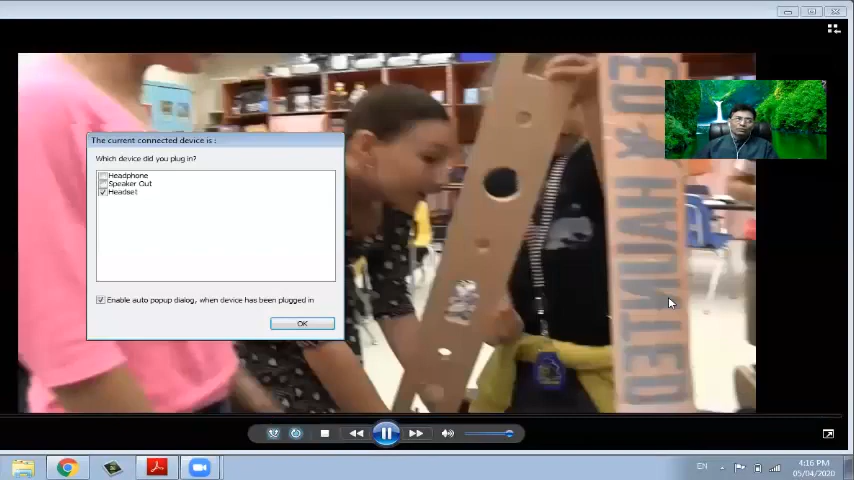 The current connected device is :
Which device did you plug in?
Headphone
Speaker Out
Headset
Enable auto popup dialog, when device has been plugged in
OK
HAUNTED
EN
4:16 PM
05/04/2020